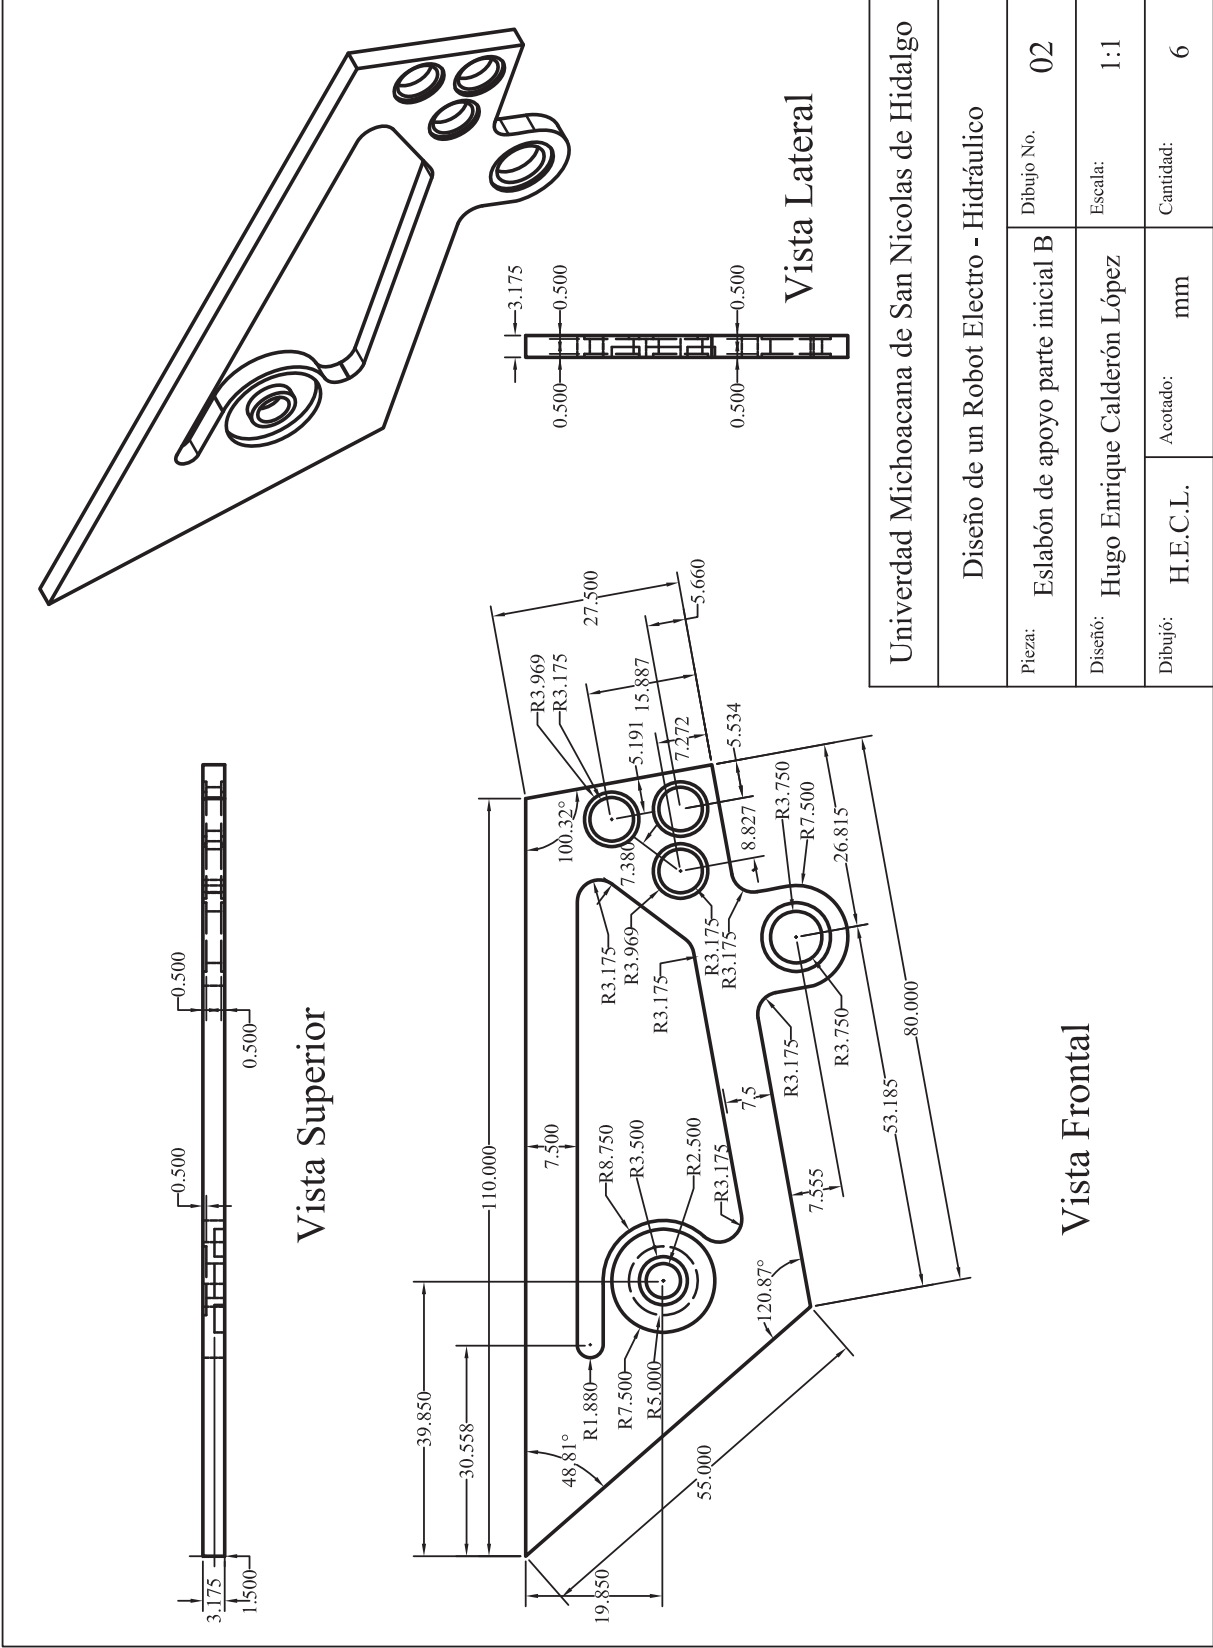 3.175
1.500
0.500
0.500
0.500
Vista Superior
39.850
30.558
110.000
7.500
19.850
48.81°
55.000
R1.880
R7.500
R5.000
R8.750
R3.500
R2.500
R3.175
120.87°
7.555
7.5
R3.175
R3.750
53.185
80.000
26.815
R3.175
R3.969
R3.175
R3.175
R3.175
7.380
100.32°
R3.969
R3.175
27.500
5.660
15.887
5.191
7.272
5.534
8.827
R3.750
R7.500
Vista Frontal
3.175
0.500
0.500
0.500
0.500
Vista Lateral
Univerdad Michoacana de San Nicolas de Hidalgo
Diseño de un Robot Electro - Hidráulico
Pieza: Eslabón de apoyo parte inicial B Dibujo No. 02
Diseñó: Hugo Enrique Calderón López Escala: 1:1
Dibujó: H.E.C.L. Acotado: mm Cantidad: 6